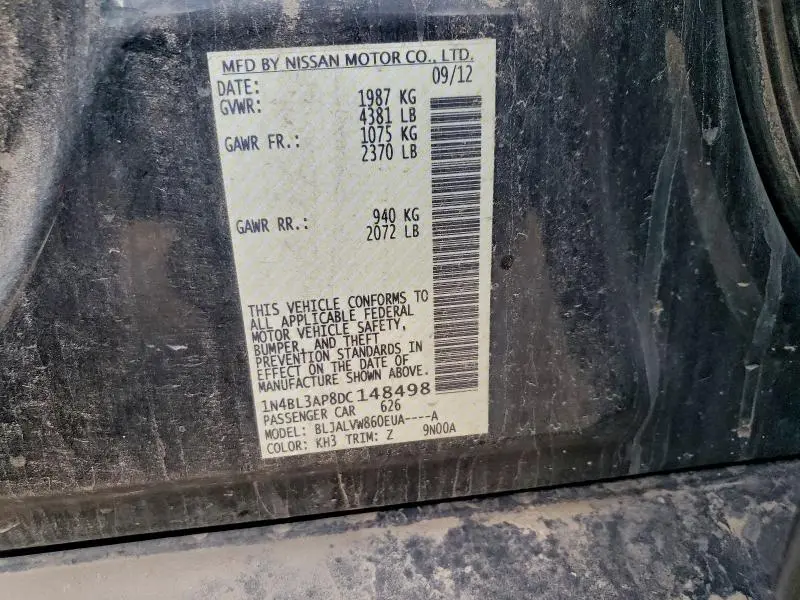 MFD BY NISSAN MOTOR CO., LTD.
DATE: 09/12
GVWR: 1987 KG
4381 LB
GAWR FR.: 1075 KG
2370 LB
GAWR RR.: 940 KG
2072 LB
THIS VEHICLE CONFORMS TO
ALL APPLICABLE FEDERAL
MOTOR VEHICLE SAFETY,
BUMPER, AND THEFT
PREVENTION STANDARDS IN
EFFECT ON THE DATE OF
MANUFACTURE SHOWN ABOVE.
1N4BL3AP8DC148498
PASSENGER CAR 626
MODEL: BLJALVW860EUA----A
COLOR: KH3 TRIM: Z 9N00A